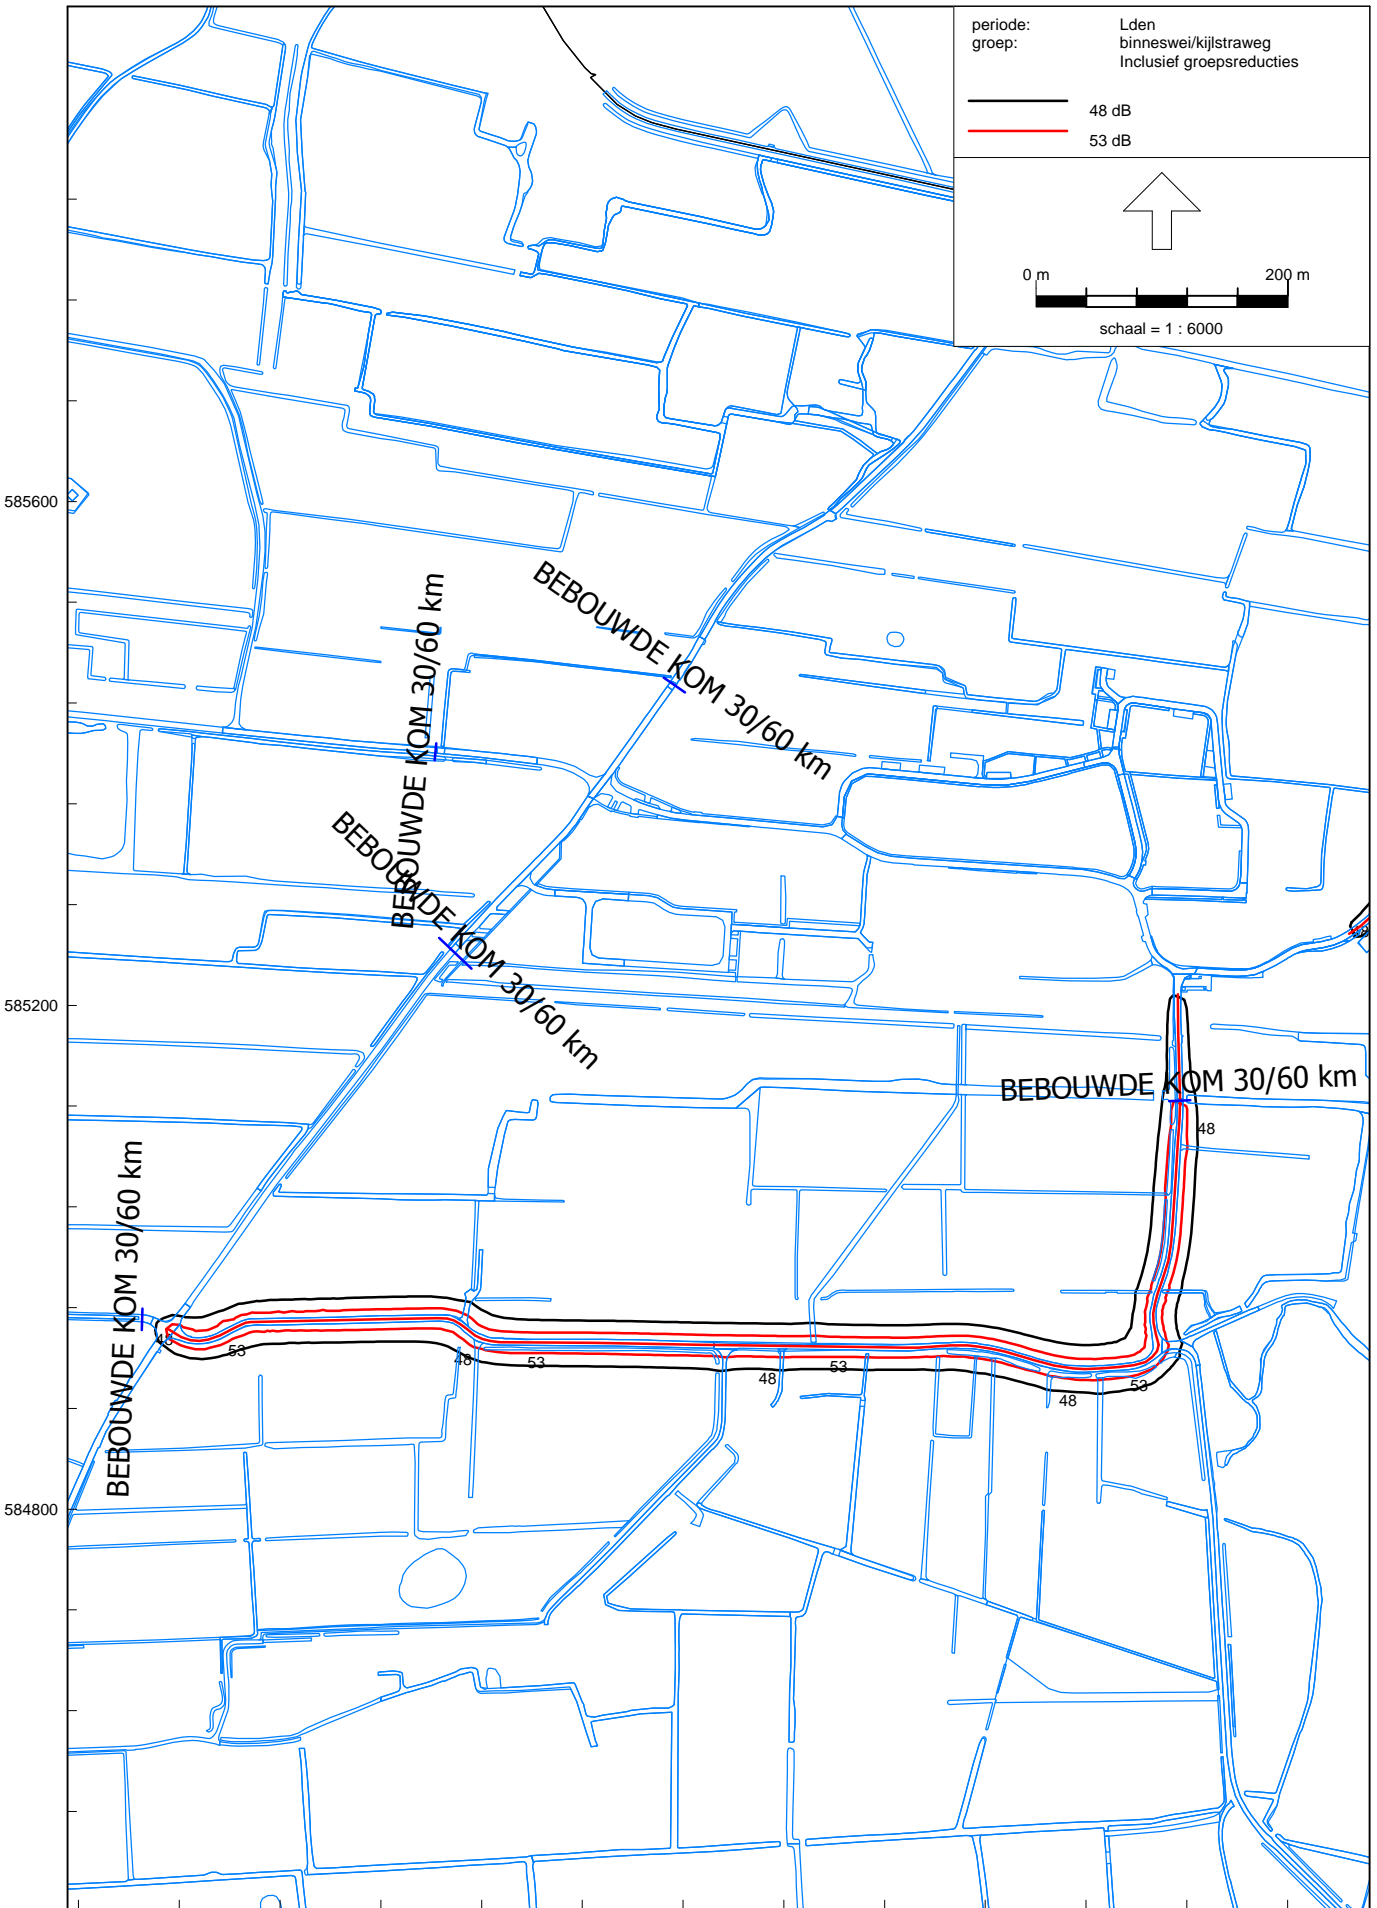 periode: Lden
groep: binneswei/kijlstraweg
Inclusief groepsreducties
48 dB
53 dB
0 m 200 m
schaal = 1 : 6000
585600
BEBOUWDE KOM 30/60 km
BEBOUWDE KOM 30/60 km
BEBOUWDE KOM 30/60 km
48
585200
BEBOUWDE KOM 30/60 km
48
BEBOUWDE KOM 30/60 km
48
53
48
53
48
53
48
53
584800